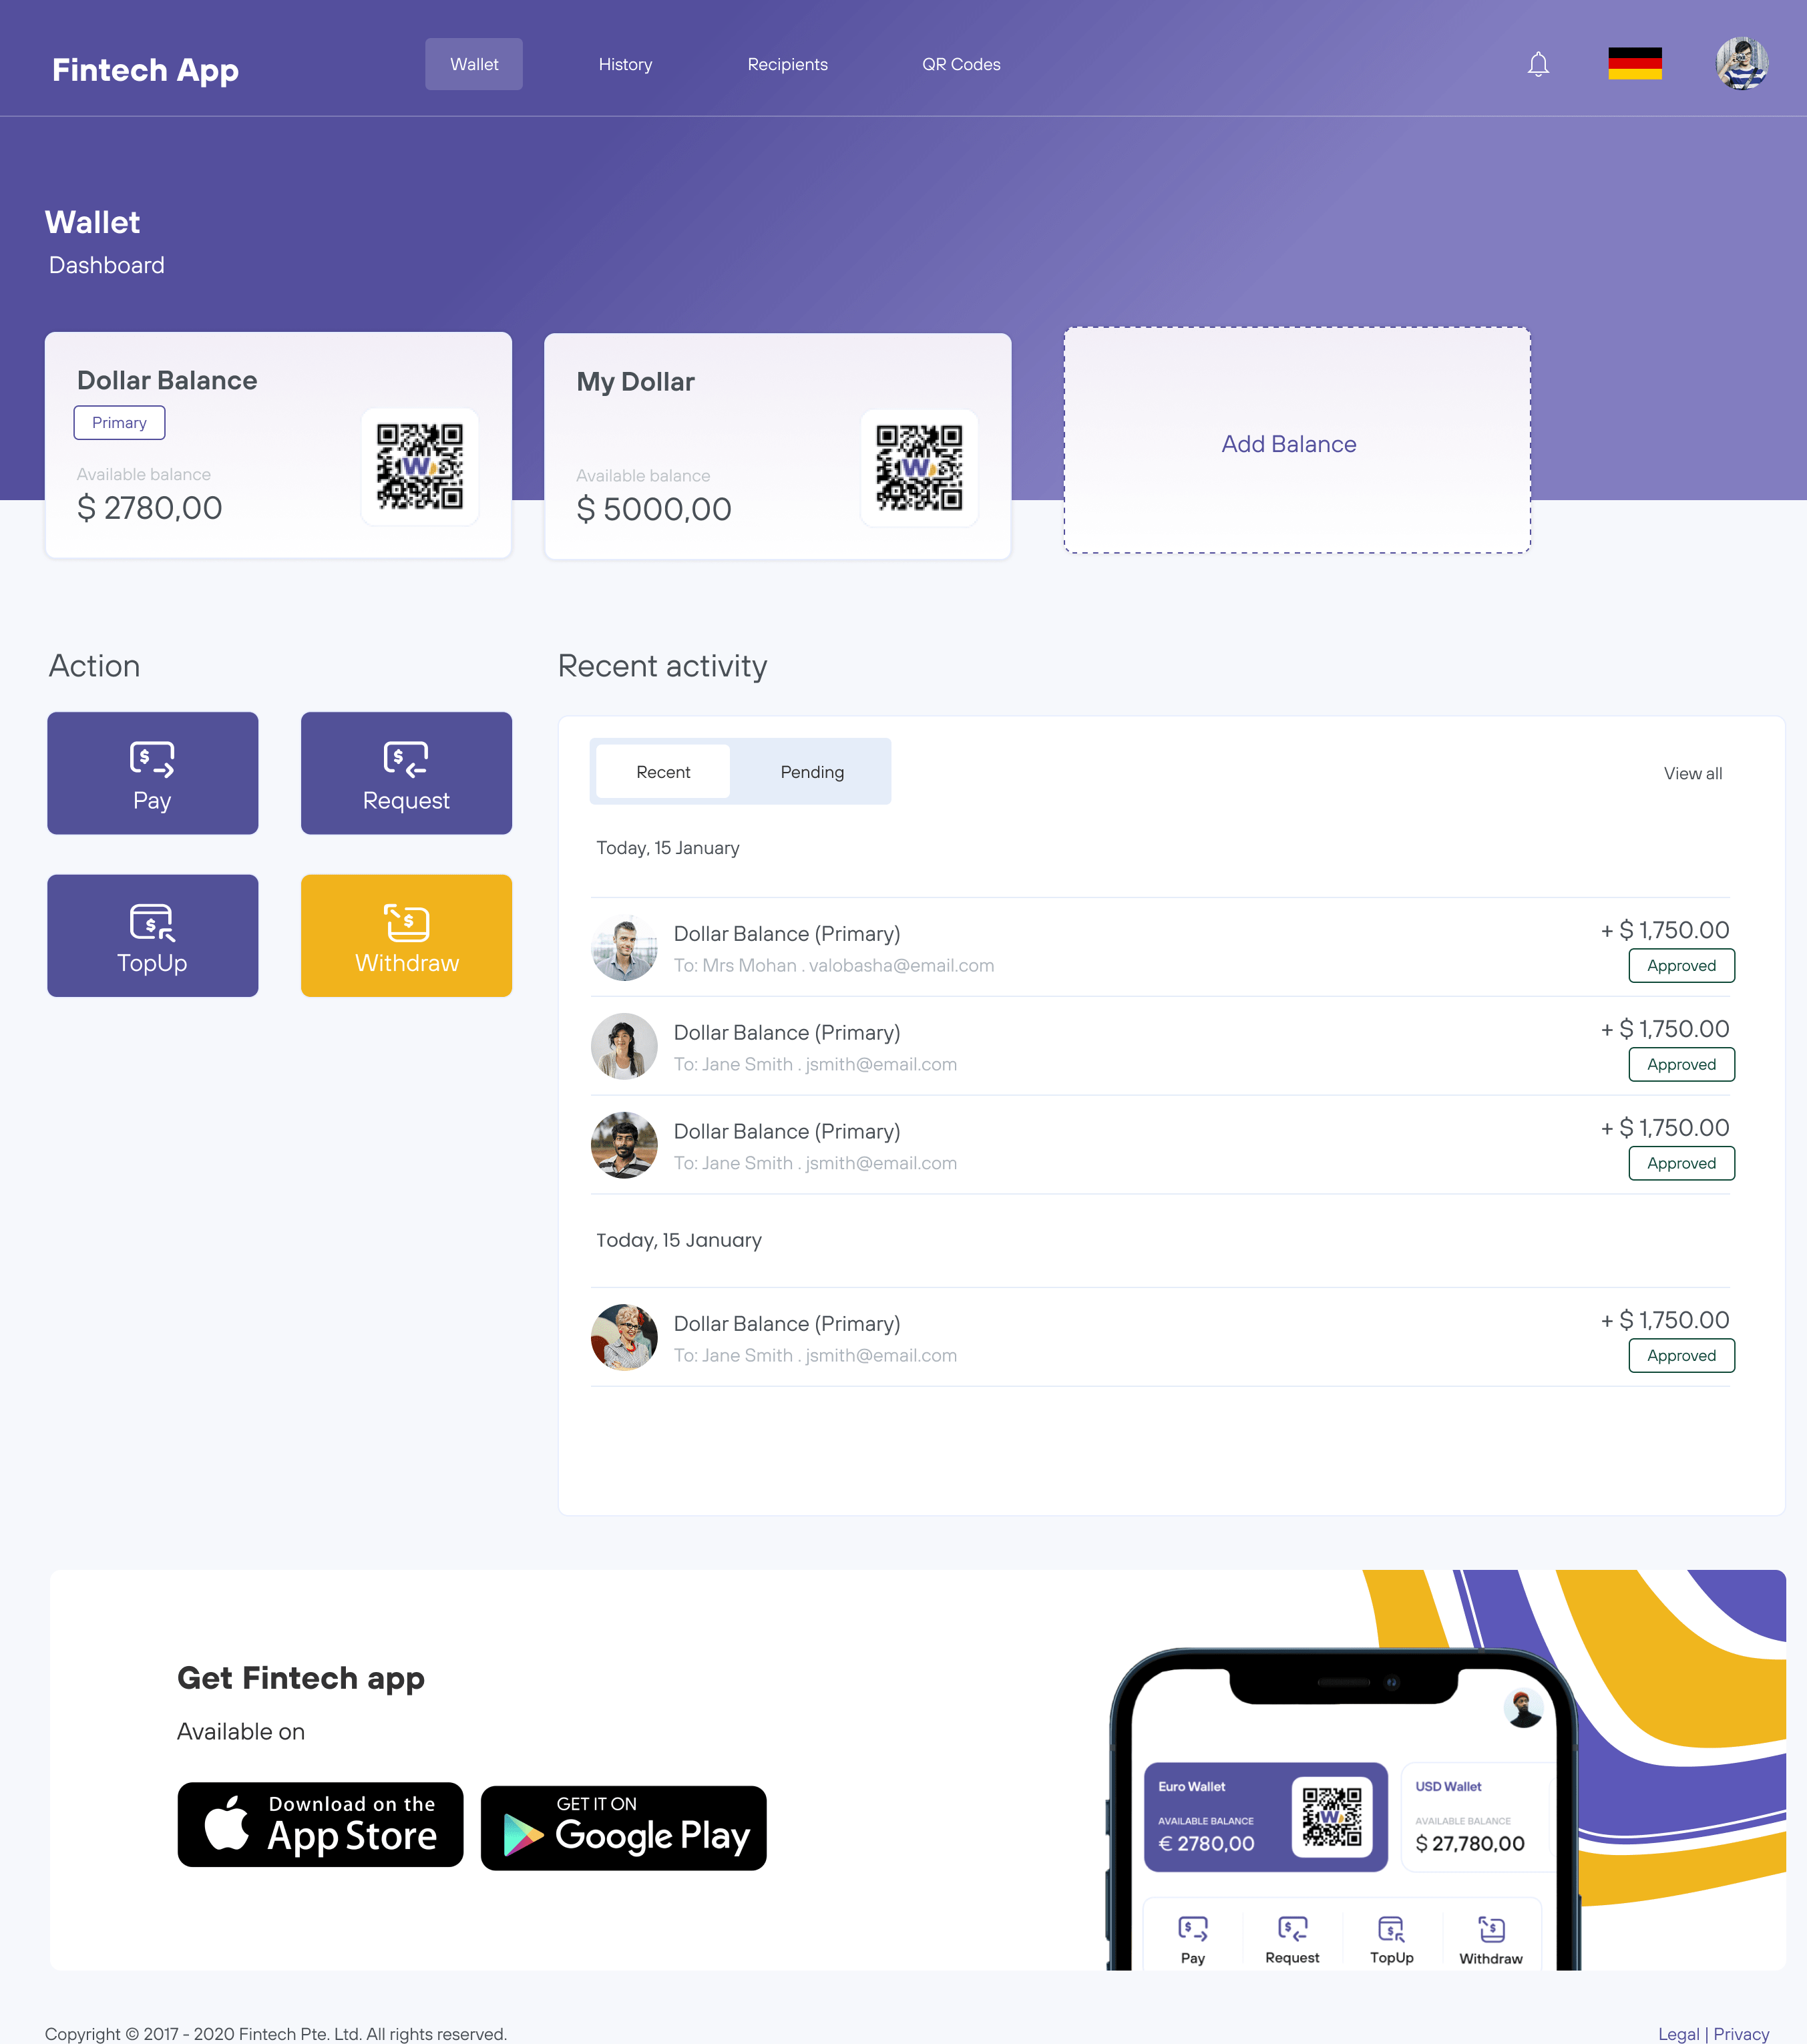 Fintech App
Wallet
History
Recipients
QR Codes
Wallet
Dashboard
Dollar Balance
Primary
Available balance
$ 2780,00
My Dollar
Available balance
$ 5000,00
Add Balance
Action
Pay
Request
TopUp
Withdraw
Recent activity
Recent
Pending
View all
Today, 15 January
Dollar Balance (Primary)
+ $ 1,750.00
To: Mrs Mohan . valobasha@email.com
Approved
Dollar Balance (Primary)
+ $ 1,750.00
To: Jane Smith . jsmith@email.com
Approved
Dollar Balance (Primary)
+ $ 1,750.00
To: Jane Smith . jsmith@email.com
Approved
Today, 15 January
Dollar Balance (Primary)
+ $ 1,750.00
To: Jane Smith . jsmith@email.com
Approved
Get Fintech app
Available on
Download on the
App Store
GET IT ON
Google Play
Euro Wallet
AVAILABLE BALANCE
€ 2780,00
USD Wallet
AVAILABLE BALANCE
$ 27,780,00
Pay
Request
TopUp
Withdraw
Copyright © 2017 - 2020 Fintech Pte. Ltd. All rights reserved.
Legal | Privacy